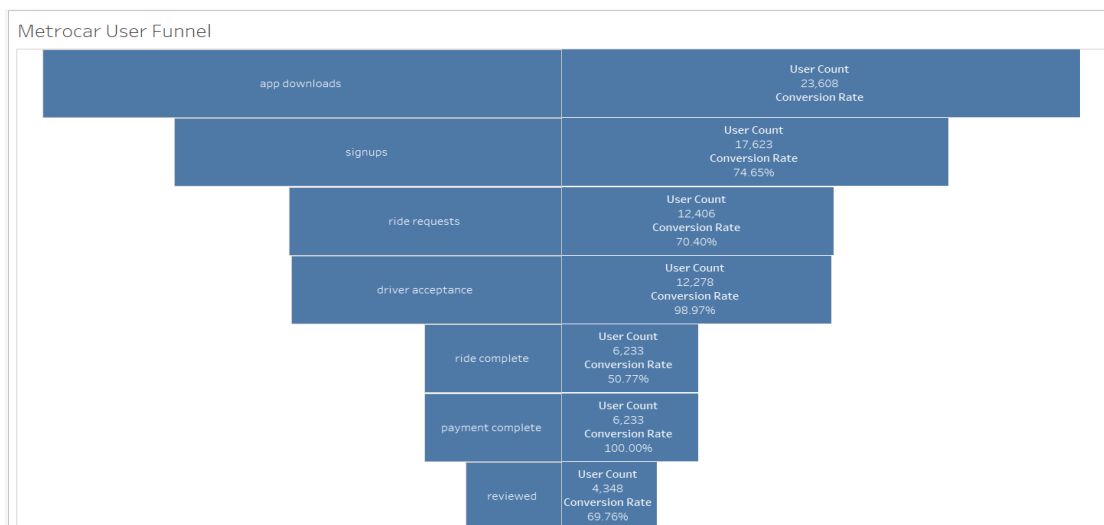 Metrocar User Funnel
app downloads
User Count
23,608
Conversion Rate
signups
User Count
17,623
Conversion Rate
74.65%
ride requests
User Count
12,406
Conversion Rate
70.40%
driver acceptance
User Count
12,278
Conversion Rate
98.97%
ride complete
User Count
6,233
Conversion Rate
50.77%
payment complete
User Count
6,233
Conversion Rate
100.00%
reviewed
User Count
4,348
Conversion Rate
69.76%